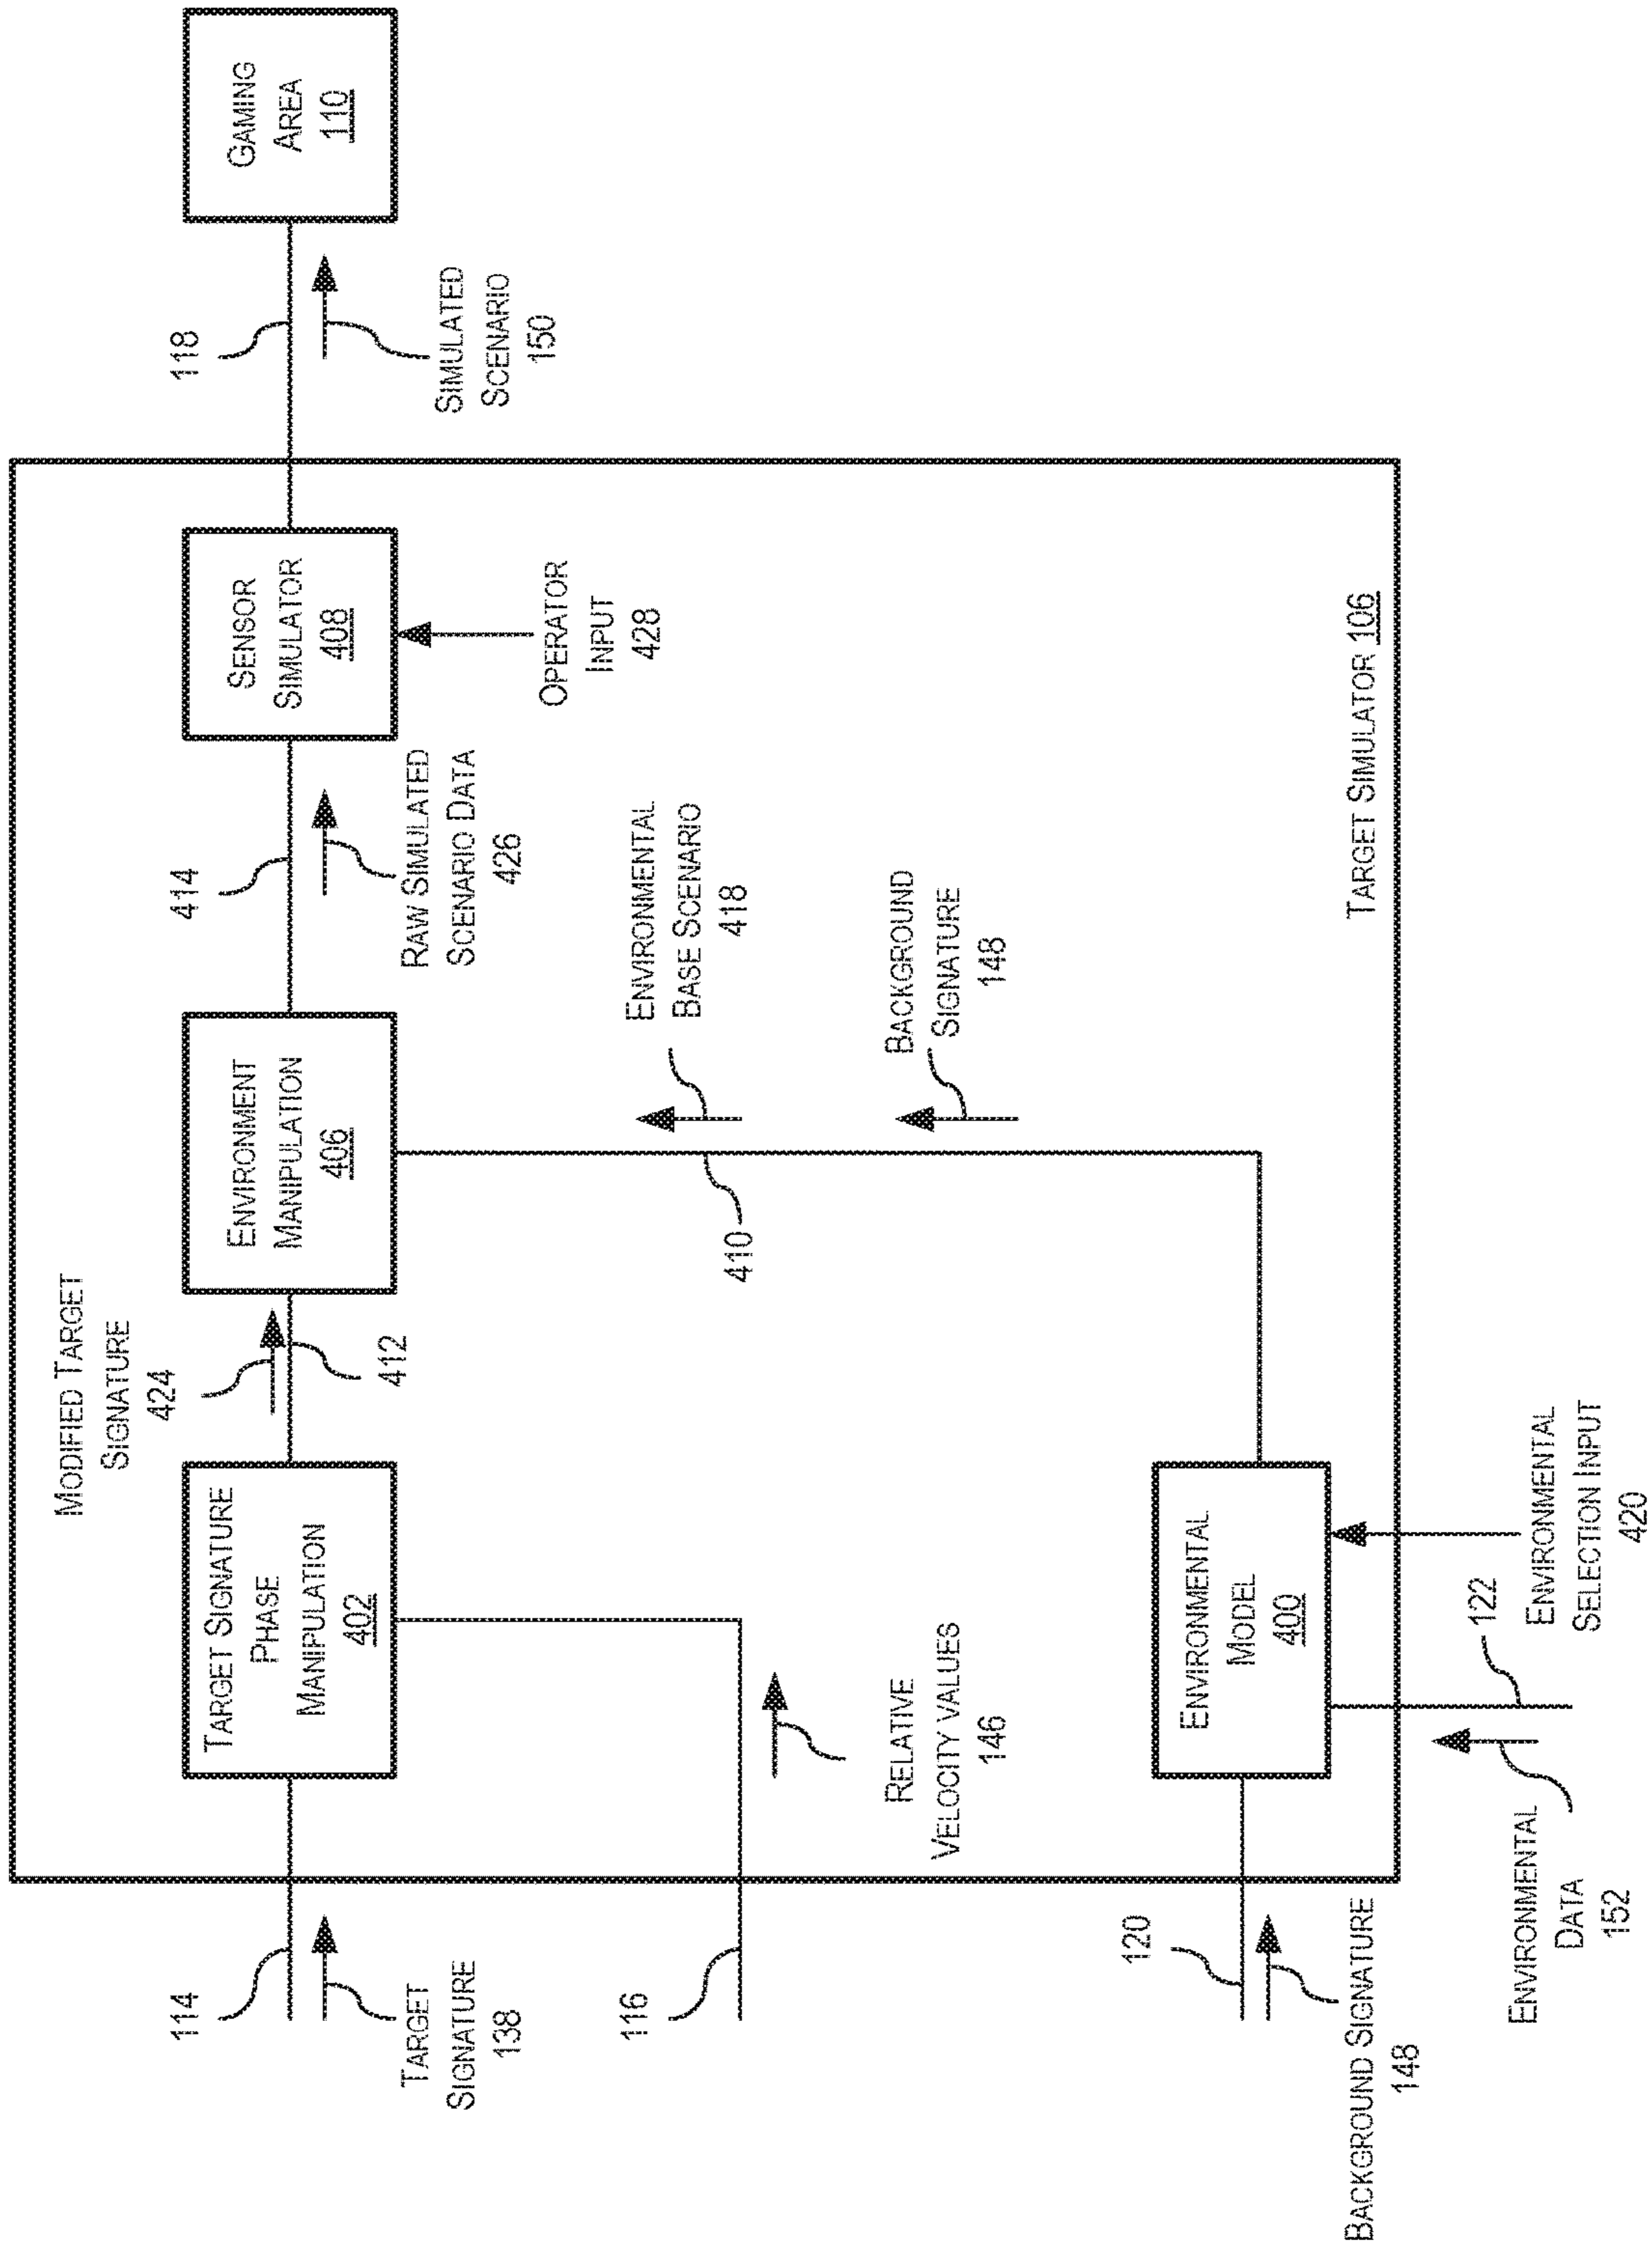 MODIFIED TARGET
SIGNATURE
424
114
TARGET
SIGNATURE
138
TARGET SIGNATURE
PHASE
MANIPULATION
402
412
ENVIRONMENT
MANIPULATION
406
414
RAW SIMULATED
SCENARIO DATA
426
SENSOR
SIMULATOR
408
OPERATOR
INPUT
428
118
SIMULATED
SCENARIO
150
GAMING
AREA
110
116
RELATIVE
VELOCITY VALUES
146
ENVIRONMENTAL
BASE SCENARIO
418
410
BACKGROUND
SIGNATURE
148
120
BACKGROUND SIGNATURE
148
ENVIRONMENTAL
MODEL
400
TARGET SIMULATOR 106
ENVIRONMENTAL
DATA
152
122
ENVIRONMENTAL
SELECTION INPUT
420